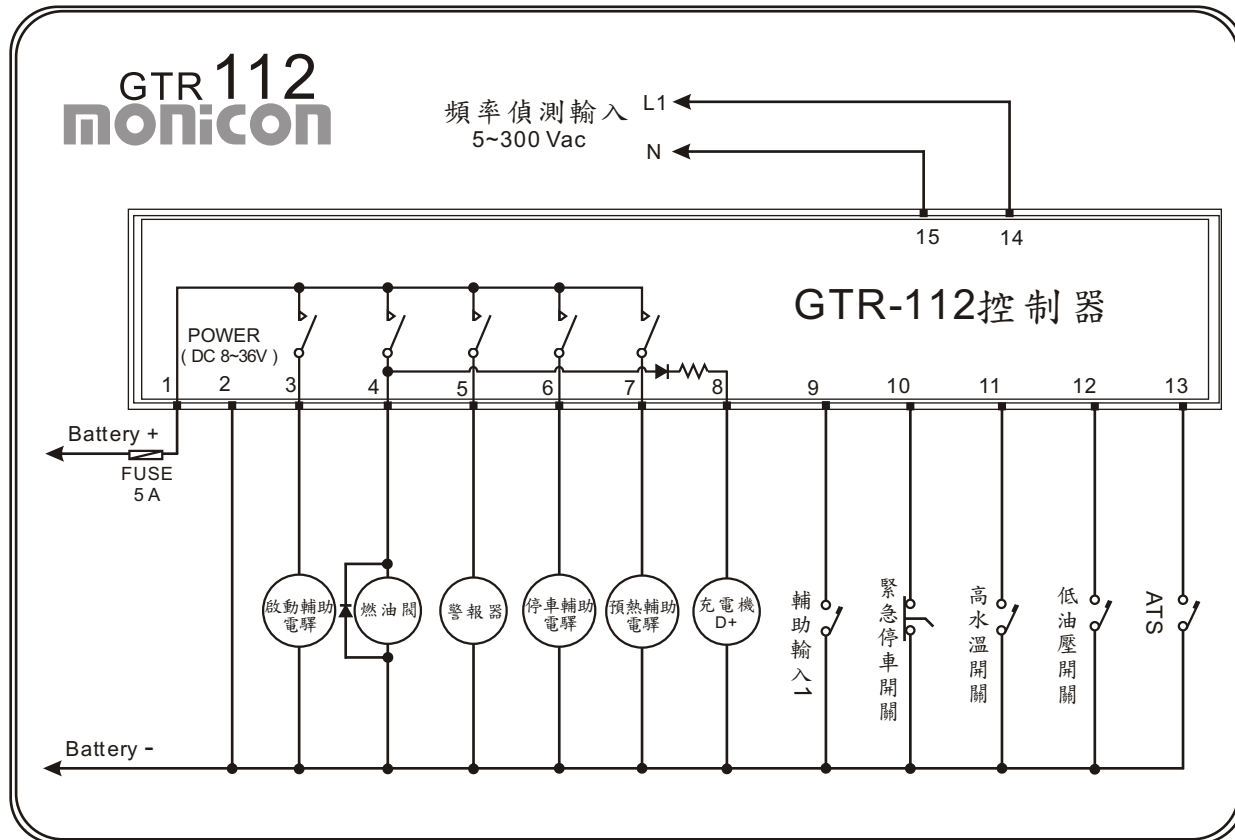 GTR 112
monicon
頻率偵測輸入
5~300 Vac
L1
N
15
14
GTR-112控制器
POWER
( DC 8~36V )
1
2
3
4
5
6
7
8
9
10
11
12
13
Battery +
FUSE
5 A
啟動輔助
電驛
燃油閥
警報器
停車輔助
電驛
預熱輔助
電驛
充電機
D+
輔助輸入1
緊急停車開關
高水溫開關
低油壓開關
ATS
Battery -